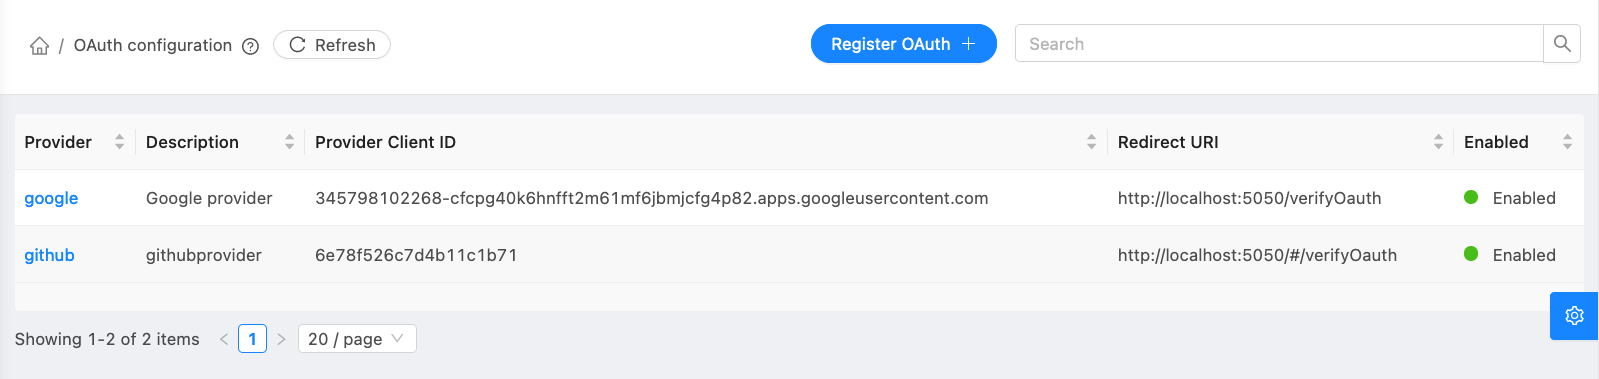 / OAuth configuration Refresh Register OAuth + Search
Provider Description Provider Client ID Redirect URI Enabled
google Google provider 345798102268-cfcpg40k6hnfft2m61mf6jbmjcfg4p82.apps.googleusercontent.com http://localhost:5050/verifyOauth Enabled
github githubprovider 6e78f526c7d4b11c1b71 http://localhost:5050/#/verifyOauth Enabled
Showing 1-2 of 2 items < 1 > 20 / page